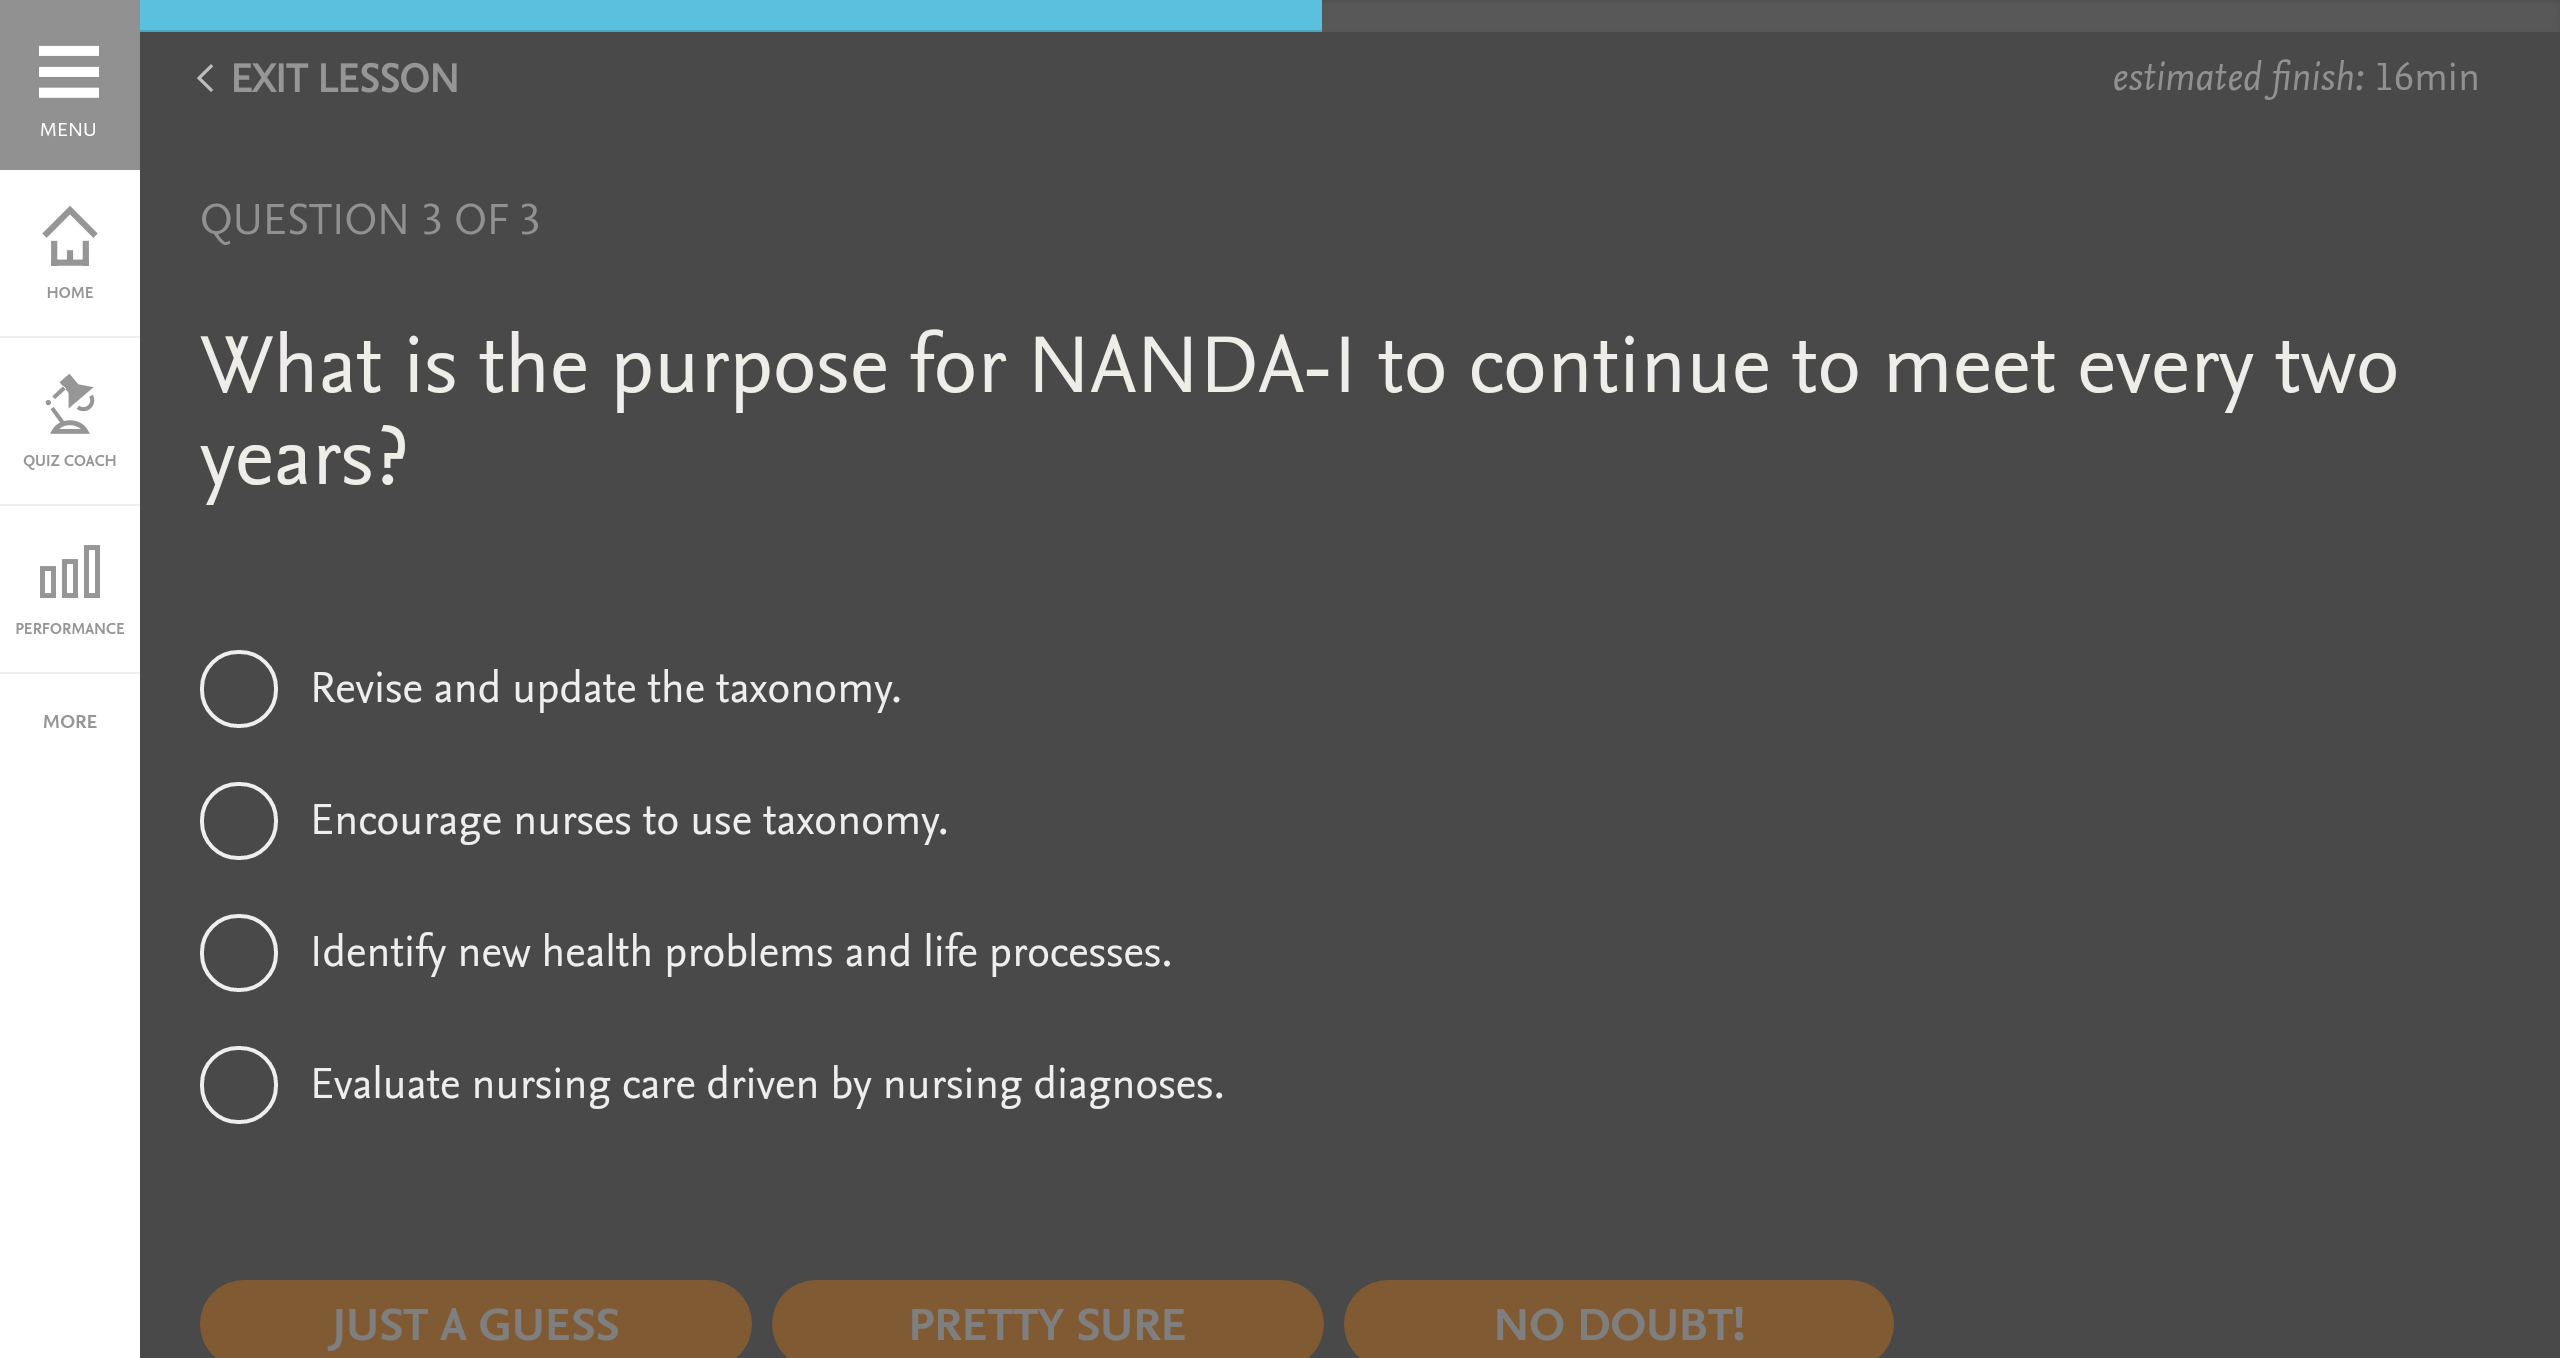 MENU
HOME
QUIZ COACH
PERFORMANCE
MORE
EXIT LESSON
estimated finish: 16min
QUESTION 3 OF 3
What is the purpose for NANDA-I to continue to meet every two
years?
Revise and update the taxonomy.
Encourage nurses to use taxonomy.
Identify new health problems and life processes.
Evaluate nursing care driven by nursing diagnoses.
JUST A GUESS
PRETTY SURE
NO DOUBT!